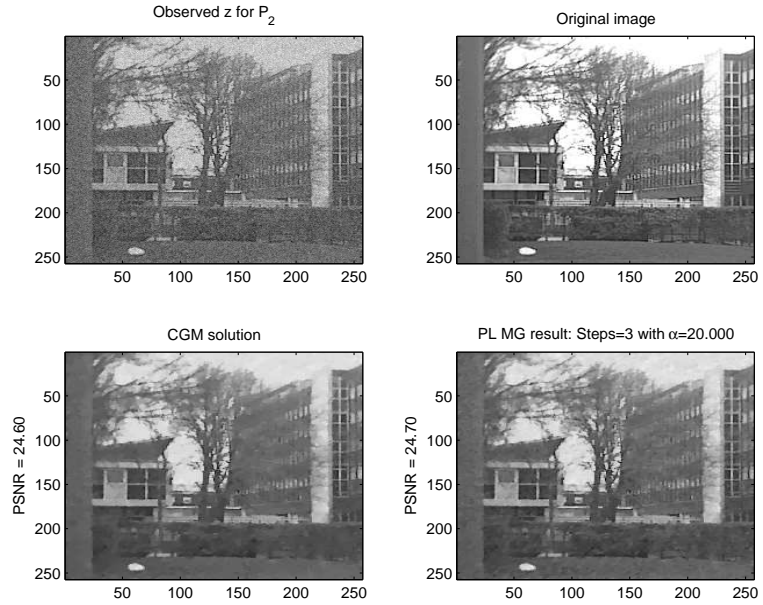 Observed z for P2
50
100
150
200
250
50 100 150 200 250
Original image
50
100
150
200
250
50 100 150 200 250
CGM solution
PSNR = 24.60
50
100
150
200
250
50 100 150 200 250
PL MG result: Steps=3 with α=20.000
PSNR = 24.70
50
100
150
200
250
50 100 150 200 250